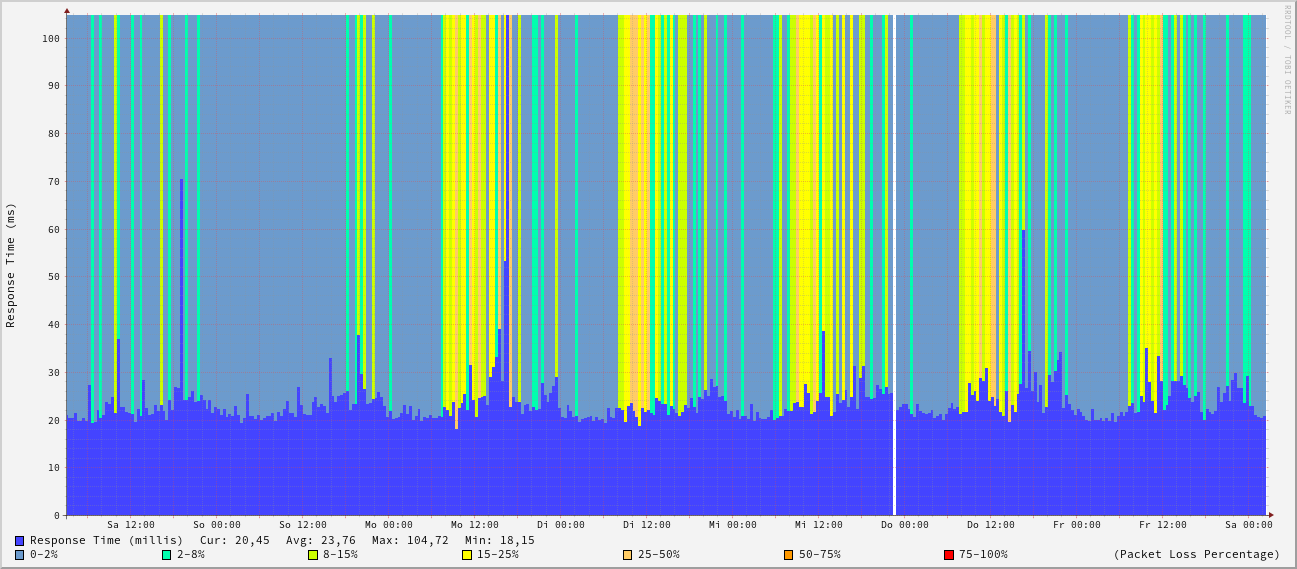 RRDTOOL / TOBI OETIKER
Response Time (ms)
100
90
80
70
60
50
40
30
20
10
0
Sa 12:00 So 00:00 So 12:00 Mo 00:00 Mo 12:00 Di 00:00 Di 12:00 Mi 00:00 Mi 12:00 Do 00:00 Do 12:00 Fr 00:00 Fr 12:00 Sa 00:00
Response Time (millis) Cur: 20,45 Avg: 23,76 Max: 104,72 Min: 18,15
0-2% 2-8% 8-15% 15-25% 25-50% 50-75% 75-100% (Packet Loss Percentage)